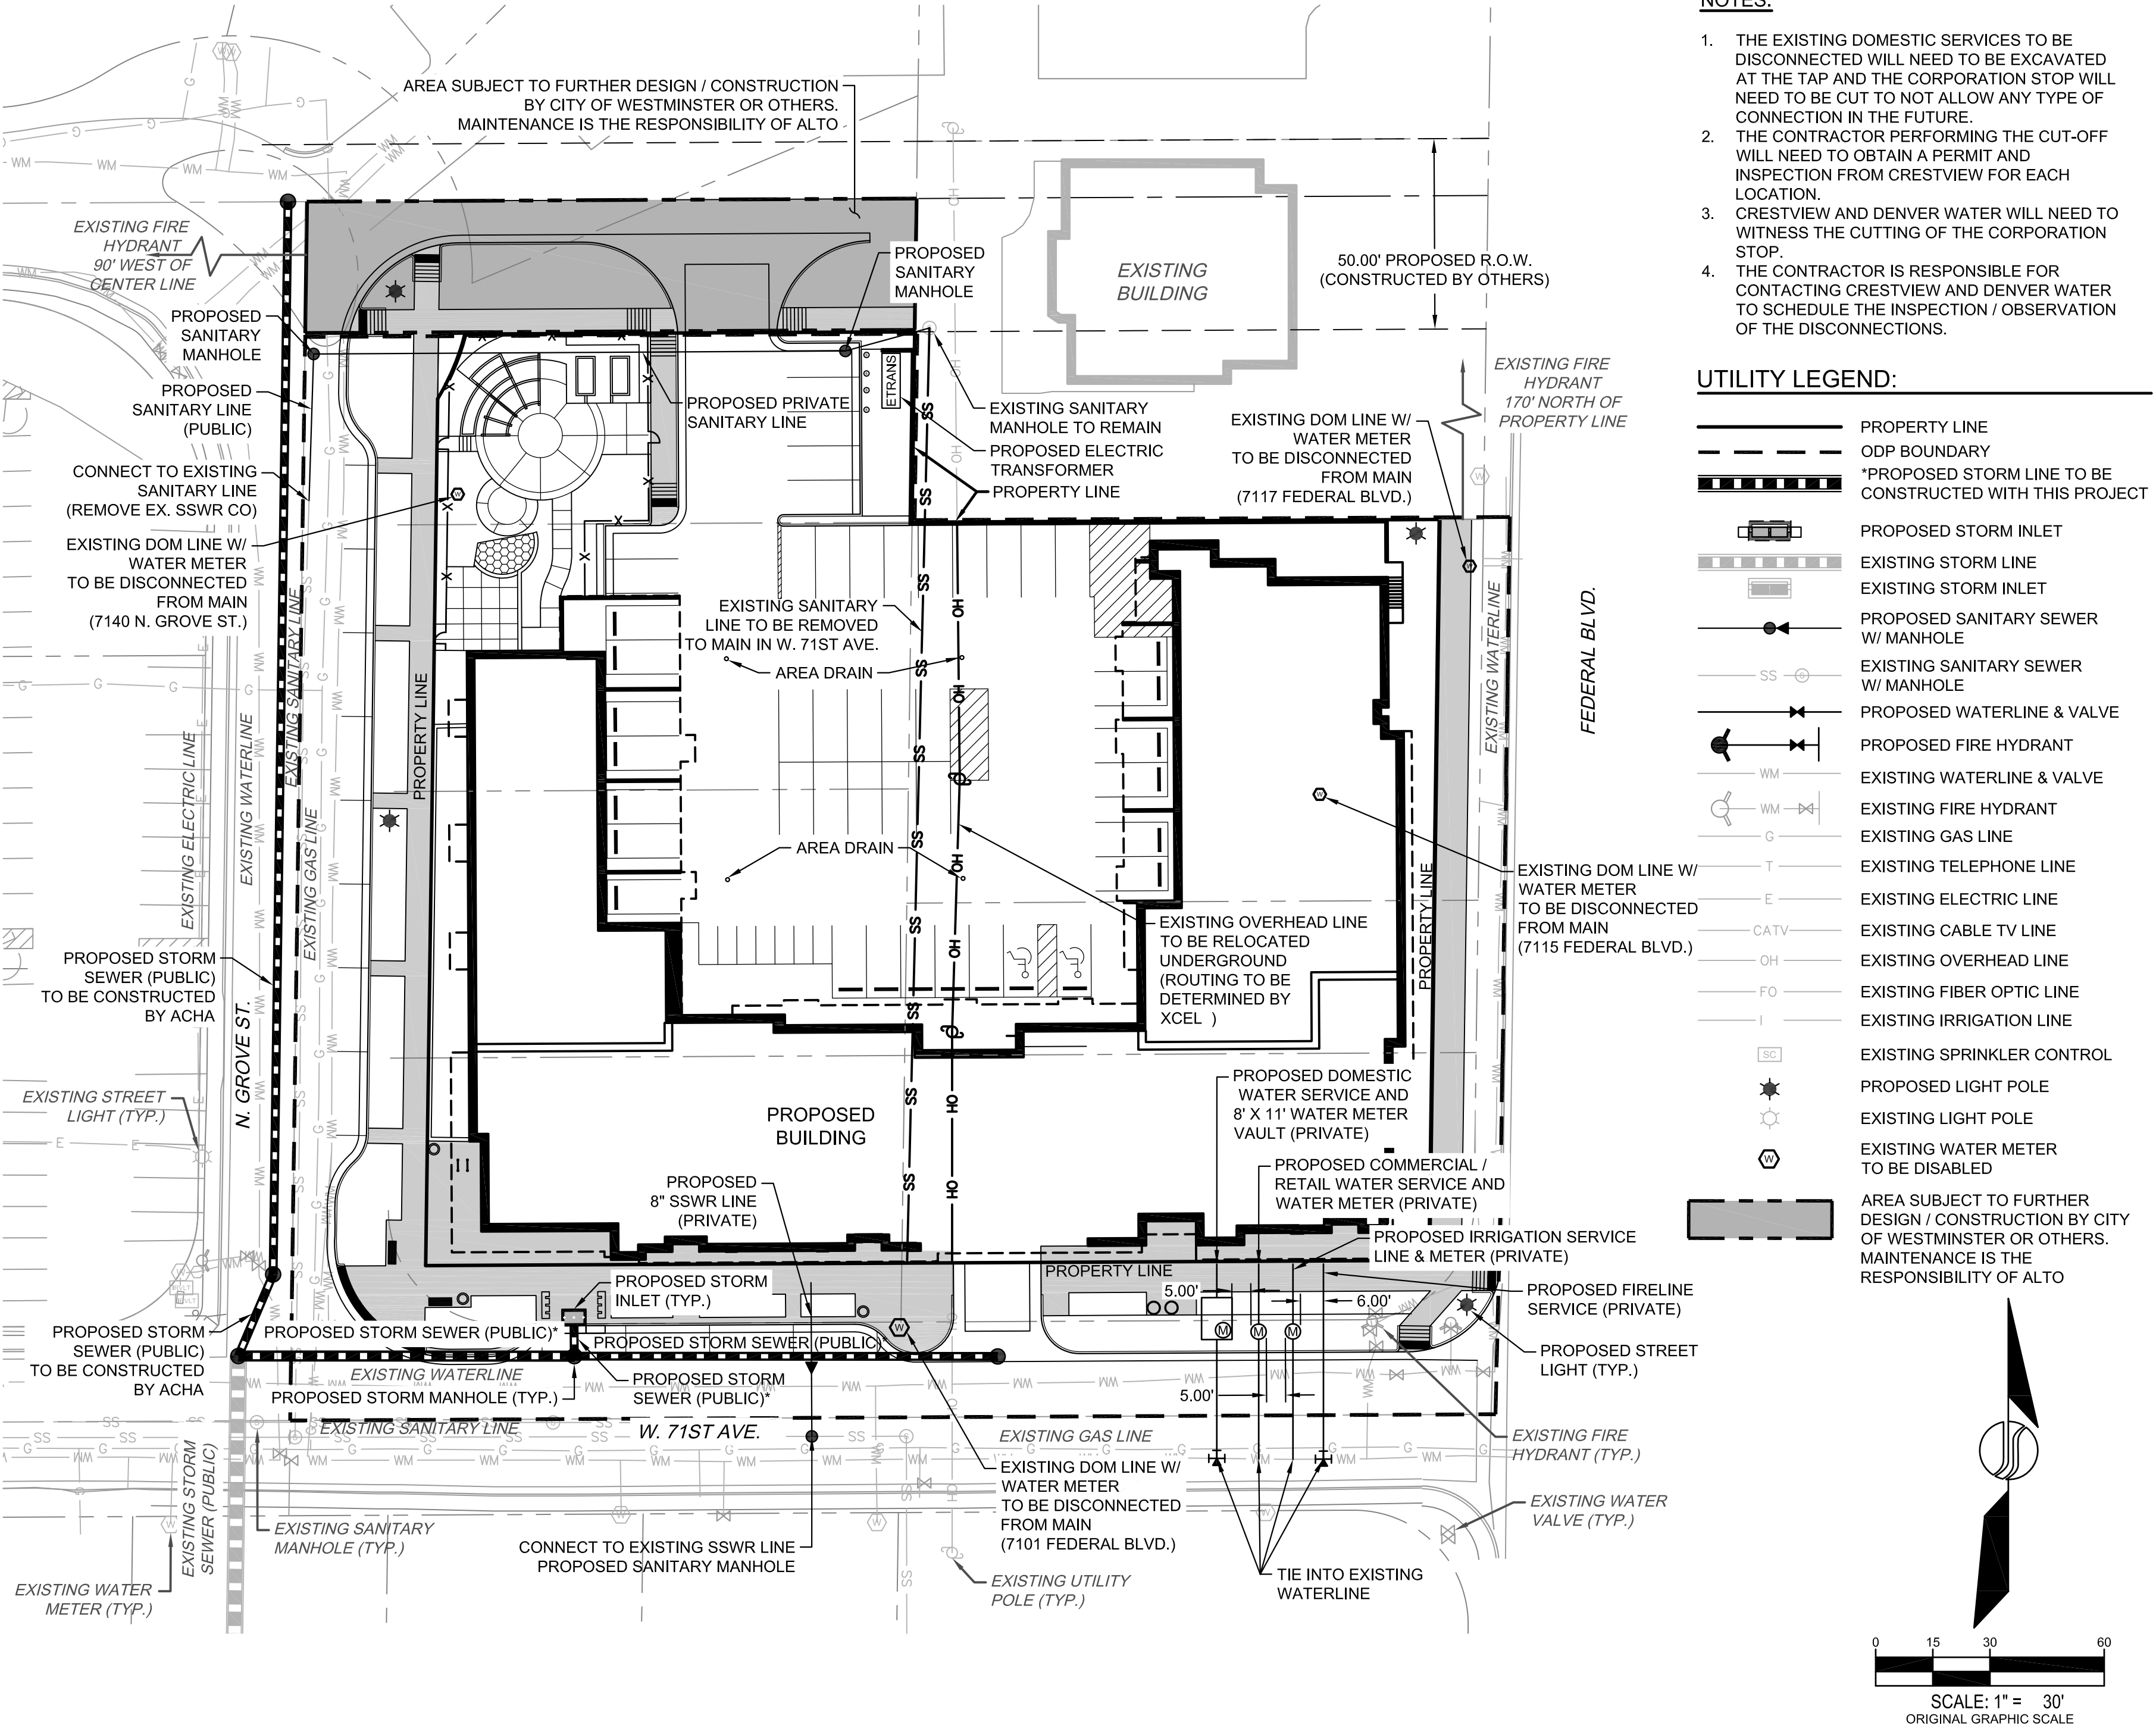 NOTES:
1. THE EXISTING DOMESTIC SERVICES TO BE
DISCONNECTED WILL NEED TO BE EXCAVATED
AT THE TAP AND THE CORPORATION STOP WILL
NEED TO BE CUT TO NOT ALLOW ANY TYPE OF
CONNECTION IN THE FUTURE.
2. THE CONTRACTOR PERFORMING THE CUT-OFF
WILL NEED TO OBTAIN A PERMIT AND
INSPECTION FROM CRESTVIEW FOR EACH
LOCATION.
3. CRESTVIEW AND DENVER WATER WILL NEED TO
WITNESS THE CUTTING OF THE CORPORATION
STOP.
4. THE CONTRACTOR IS RESPONSIBLE FOR
CONTACTING CRESTVIEW AND DENVER WATER
TO SCHEDULE THE INSPECTION / OBSERVATION
OF THE DISCONNECTIONS.
UTILITY LEGEND:
PROPERTY LINE
ODP BOUNDARY
*PROPOSED STORM LINE TO BE
CONSTRUCTED WITH THIS PROJECT
PROPOSED STORM INLET
EXISTING STORM LINE
EXISTING STORM INLET
PROPOSED SANITARY SEWER
W/ MANHOLE
SS EXISTING SANITARY SEWER
W/ MANHOLE
PROPOSED WATERLINE & VALVE
PROPOSED FIRE HYDRANT
WM EXISTING WATERLINE & VALVE
WM EXISTING FIRE HYDRANT
G EXISTING GAS LINE
T EXISTING TELEPHONE LINE
E EXISTING ELECTRIC LINE
CATV EXISTING CABLE TV LINE
OH EXISTING OVERHEAD LINE
FO EXISTING FIBER OPTIC LINE
I EXISTING IRRIGATION LINE
SC EXISTING SPRINKLER CONTROL
PROPOSED LIGHT POLE
EXISTING LIGHT POLE
W EXISTING WATER METER
TO BE DISABLED
AREA SUBJECT TO FURTHER
DESIGN / CONSTRUCTION BY CITY
OF WESTMINSTER OR OTHERS.
MAINTENANCE IS THE
RESPONSIBILITY OF ALTO
0 15 30 60
SCALE: 1" = 30'
ORIGINAL GRAPHIC SCALE
AREA SUBJECT TO FURTHER DESIGN / CONSTRUCTION
BY CITY OF WESTMINSTER OR OTHERS.
MAINTENANCE IS THE RESPONSIBILITY OF ALTO
EXISTING FIRE
HYDRANT
90' WEST OF
CENTER LINE
PROPOSED
SANITARY
MANHOLE
PROPOSED
SANITARY LINE
(PUBLIC)
CONNECT TO EXISTING
SANITARY LINE
(REMOVE EX. SSWR CO)
EXISTING DOM LINE W/
WATER METER
TO BE DISCONNECTED
FROM MAIN
(7140 N. GROVE ST.)
PROPOSED
SANITARY
MANHOLE
EXISTING
BUILDING
50.00' PROPOSED R.O.W.
(CONSTRUCTED BY OTHERS)
ETRANS
PROPOSED PRIVATE
SANITARY LINE
EXISTING SANITARY
MANHOLE TO REMAIN
PROPOSED ELECTRIC
TRANSFORMER
PROPERTY LINE
EXISTING DOM LINE W/
WATER METER
TO BE DISCONNECTED
FROM MAIN
(7117 FEDERAL BLVD.)
EXISTING FIRE
HYDRANT
170' NORTH OF
PROPERTY LINE
EXISTING SANITARY
LINE TO BE REMOVED
TO MAIN IN W. 71ST AVE.
AREA DRAIN
AREA DRAIN
EXISTING ELECTRIC LINE
EXISTING WATERLINE
EXISTING SANITARY LINE
EXISTING GAS LINE
PROPERTY LINE
EXISTING WATERLINE
FEDERAL BLVD.
PROPERTY LINE
EXISTING DOM LINE W/
WATER METER
TO BE DISCONNECTED
FROM MAIN
(7115 FEDERAL BLVD.)
EXISTING OVERHEAD LINE
TO BE RELOCATED
UNDERGROUND
(ROUTING TO BE
DETERMINED BY
XCEL )
PROPOSED STORM
SEWER (PUBLIC)
TO BE CONSTRUCTED
BY ACHA
N. GROVE ST.
EXISTING STREET
LIGHT (TYP.)
PROPOSED
BUILDING
PROPOSED DOMESTIC
WATER SERVICE AND
8' X 11' WATER METER
VAULT (PRIVATE)
PROPOSED COMMERCIAL /
RETAIL WATER SERVICE AND
WATER METER (PRIVATE)
PROPOSED IRRIGATION SERVICE
LINE & METER (PRIVATE)
PROPOSED
8" SSWR LINE
(PRIVATE)
PROPERTY LINE
5.00'
6.00'
5.00'
M M M
PROPOSED FIRELINE
SERVICE (PRIVATE)
PROPOSED STREET
LIGHT (TYP.)
PROPOSED STORM
INLET (TYP.)
PROPOSED STORM
SEWER (PUBLIC)
TO BE CONSTRUCTED
BY ACHA
PROPOSED STORM SEWER (PUBLIC)*
PROPOSED STORM SEWER (PUBLIC)*
EXISTING WATERLINE
PROPOSED STORM MANHOLE (TYP.)
PROPOSED STORM
SEWER (PUBLIC)*
EXISTING SANITARY LINE
W. 71ST AVE.
EXISTING GAS LINE
EXISTING FIRE
HYDRANT (TYP.)
EXISTING STORM
SEWER (PUBLIC)
EXISTING SANITARY
MANHOLE (TYP.)
EXISTING WATER
METER (TYP.)
CONNECT TO EXISTING SSWR LINE
PROPOSED SANITARY MANHOLE
EXISTING DOM LINE W/
WATER METER
TO BE DISCONNECTED
FROM MAIN
(7101 FEDERAL BLVD.)
EXISTING UTILITY
POLE (TYP.)
TIE INTO EXISTING
WATERLINE
EXISTING WATER
VALVE (TYP.)